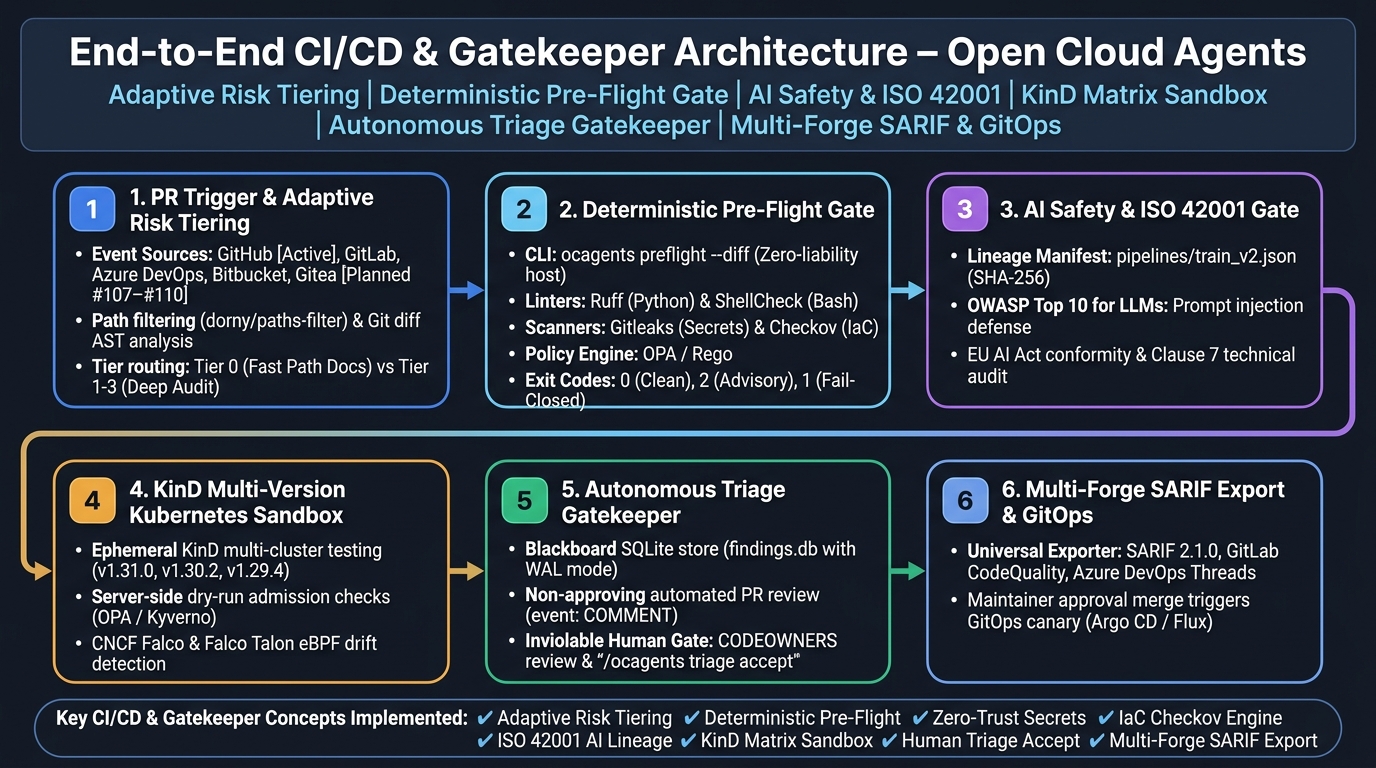 End-to-End CI/CD & Gatekeeper Architecture – Open Cloud Agents
Adaptive Risk Tiering | Deterministic Pre-Flight Gate | AI Safety & ISO 42001 | KinD Matrix Sandbox
| Autonomous Triage Gatekeeper | Multi-Forge SARIF & GitOps
1
1. PR Trigger & Adaptive
Risk Tiering
• Event Sources: GitHub [Active], GitLab,
Azure DevOps, Bitbucket, Gitea [Planned
#107–#110]
• Path filtering (dorny/paths-filter) & Git diff
AST analysis
• Tier routing: Tier 0 (Fast Path Docs) vs Tier
1-3 (Deep Audit)
2
2. Deterministic Pre-Flight Gate
• CLI: ocagents preflight --diff (Zero-liability
host)
• Linters: Ruff (Python) & ShellCheck (Bash)
• Scanners: Gitleaks (Secrets) & Checkov (IaC)
• Policy Engine: OPA / Rego
• Exit Codes: 0 (Clean), 2 (Advisory), 1 (Fail-
Closed)
3
3. AI Safety & ISO 42001 Gate
• Lineage Manifest: pipelines/train_v2.json
(SHA-256)
• OWASP Top 10 for LLMs: Prompt injection
defense
• EU AI Act conformity & Clause 7 technical
audit
4
4. KinD Multi-Version
Kubernetes Sandbox
• Ephemeral KinD multi-cluster testing
(v1.31.0, v1.30.2, v1.29.4)
• Server-side dry-run admission checks
(OPA / Kyverno)
• CNCF Falco & Falco Talon eBPF drift
detection
5
5. Autonomous Triage
Gatekeeper
• Blackboard SQLite store (findings.db with
WAL mode)
• Non-approving automated PR review
(event: COMMENT)
• Inviolable Human Gate: CODEOWNERS
review & “/ocagents triage accept"
6
6. Multi-Forge SARIF Export
& GitOps
• Universal Exporter: SARIF 2.1.0, GitLab
CodeQuality, Azure DevOps Threads
• Maintainer approval merge triggers
GitOps canary (Argo CD / Flux)
Key CI/CD & Gatekeeper Concepts Implemented: ✔ Adaptive Risk Tiering ✔ Deterministic Pre-Flight ✔ Zero-Trust Secrets ✔ IaC Checkov Engine
✔ ISO 42001 AI Lineage ✔ KinD Matrix Sandbox ✔ Human Triage Accept ✔ Multi-Forge SARIF Export